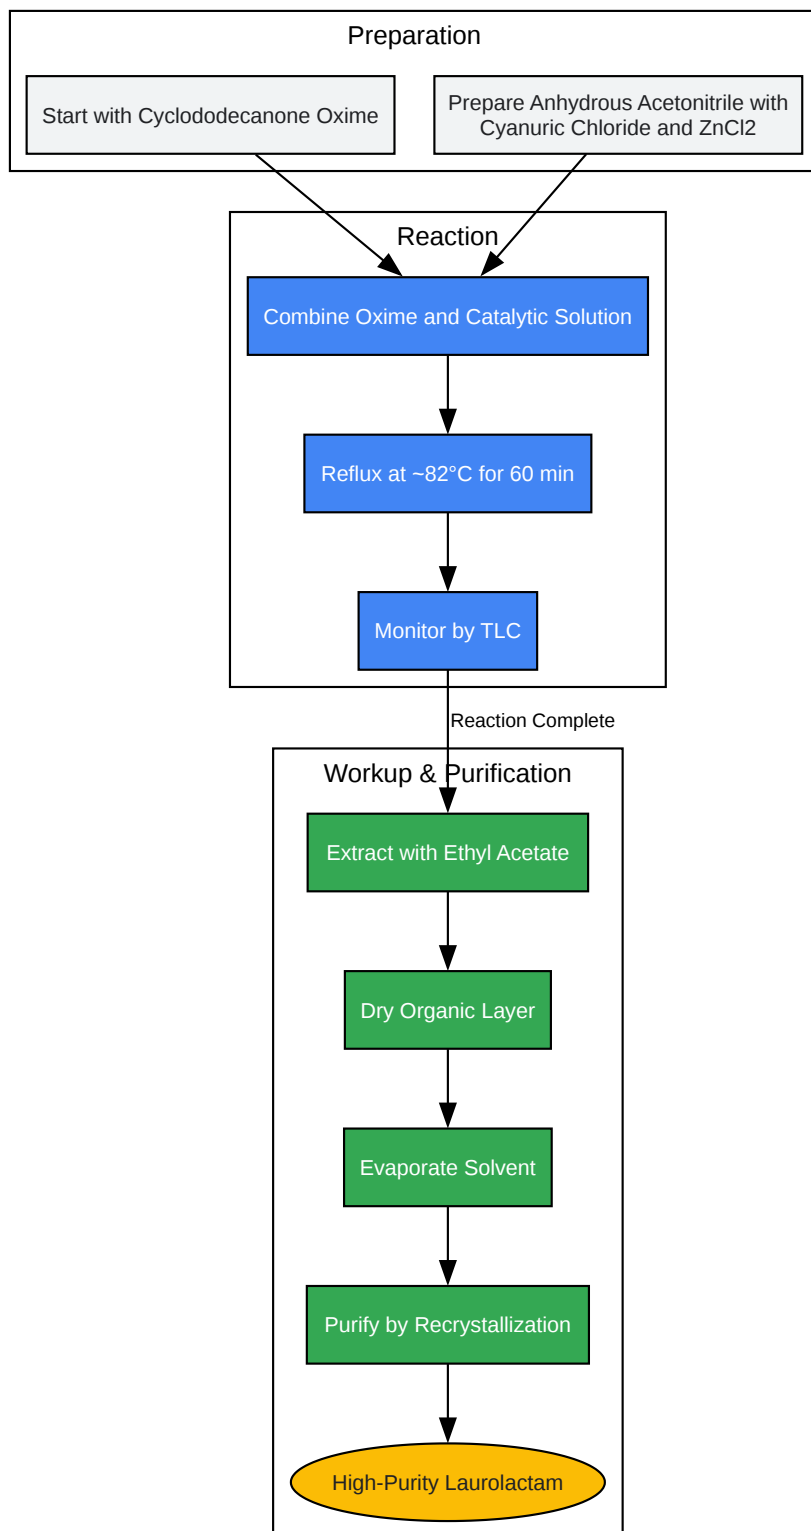 Preparation
Start with Cyclododecanone Oxime
Prepare Anhydrous Acetonitrile with
Cyanuric Chloride and ZnCl2
Reaction
Combine Oxime and Catalytic Solution
Reflux at ~82°C for 60 min
Monitor by TLC
Reaction Complete
Workup & Purification
Extract with Ethyl Acetate
Dry Organic Layer
Evaporate Solvent
Purify by Recrystallization
High-Purity Laurolactam